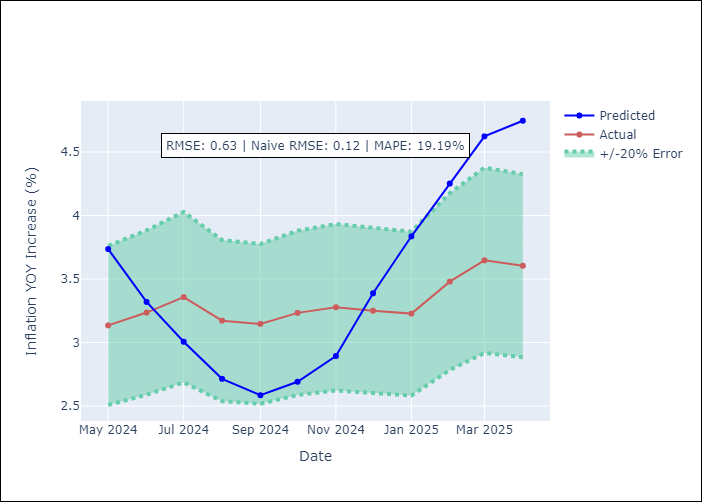 RMSE: 0.63 | Naive RMSE: 0.12 | MAPE: 19.19%
Predicted
Actual
+/-20% Error
Inflation YOY Increase (%)
4.5
4
3.5
3
2.5
May 2024
Jul 2024
Sep 2024
Nov 2024
Jan 2025
Mar 2025
Date